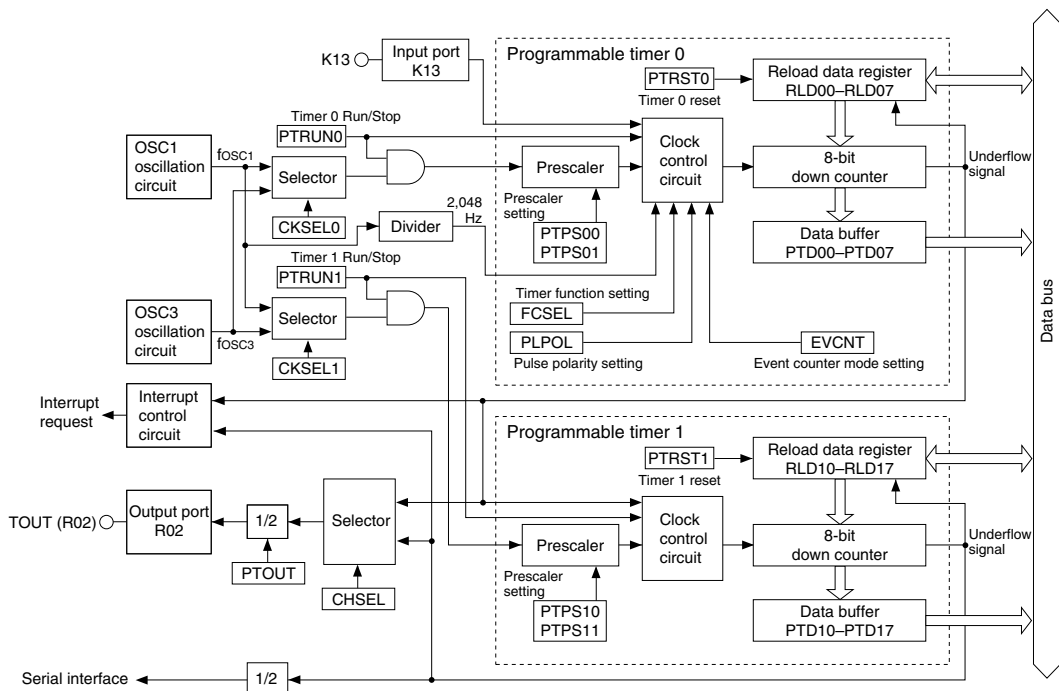 K13
Input port
K13
Programmable timer 0
PTRST0
Timer 0 reset
Reload data register
RLD00–RLD07
Timer 0 Run/Stop
PTRUN0
OSC1
oscillation
circuit
fOSC1
Selector
CKSEL0
Prescaler
Prescaler
setting
PTPS00
PTPS01
Clock
control
circuit
8-bit
down counter
Underflow
signal
Divider
2,048
Hz
Data buffer
PTD00–PTD07
Timer 1 Run/Stop
PTRUN1
OSC3
oscillation
circuit
fOSC3
Selector
CKSEL1
Timer function setting
FCSEL
PLPOL
Pulse polarity setting
EVCNT
Event counter mode setting
Data bus
Interrupt
request
Interrupt
control
circuit
Programmable timer 1
PTRST1
Timer 1 reset
Reload data register
RLD10–RLD17
TOUT (R02)
Output port
R02
1/2
PTOUT
Selector
CHSEL
Prescaler
Prescaler
setting
PTPS10
PTPS11
Clock
control
circuit
8-bit
down counter
Underflow
signal
Data buffer
PTD10–PTD17
Serial interface
1/2